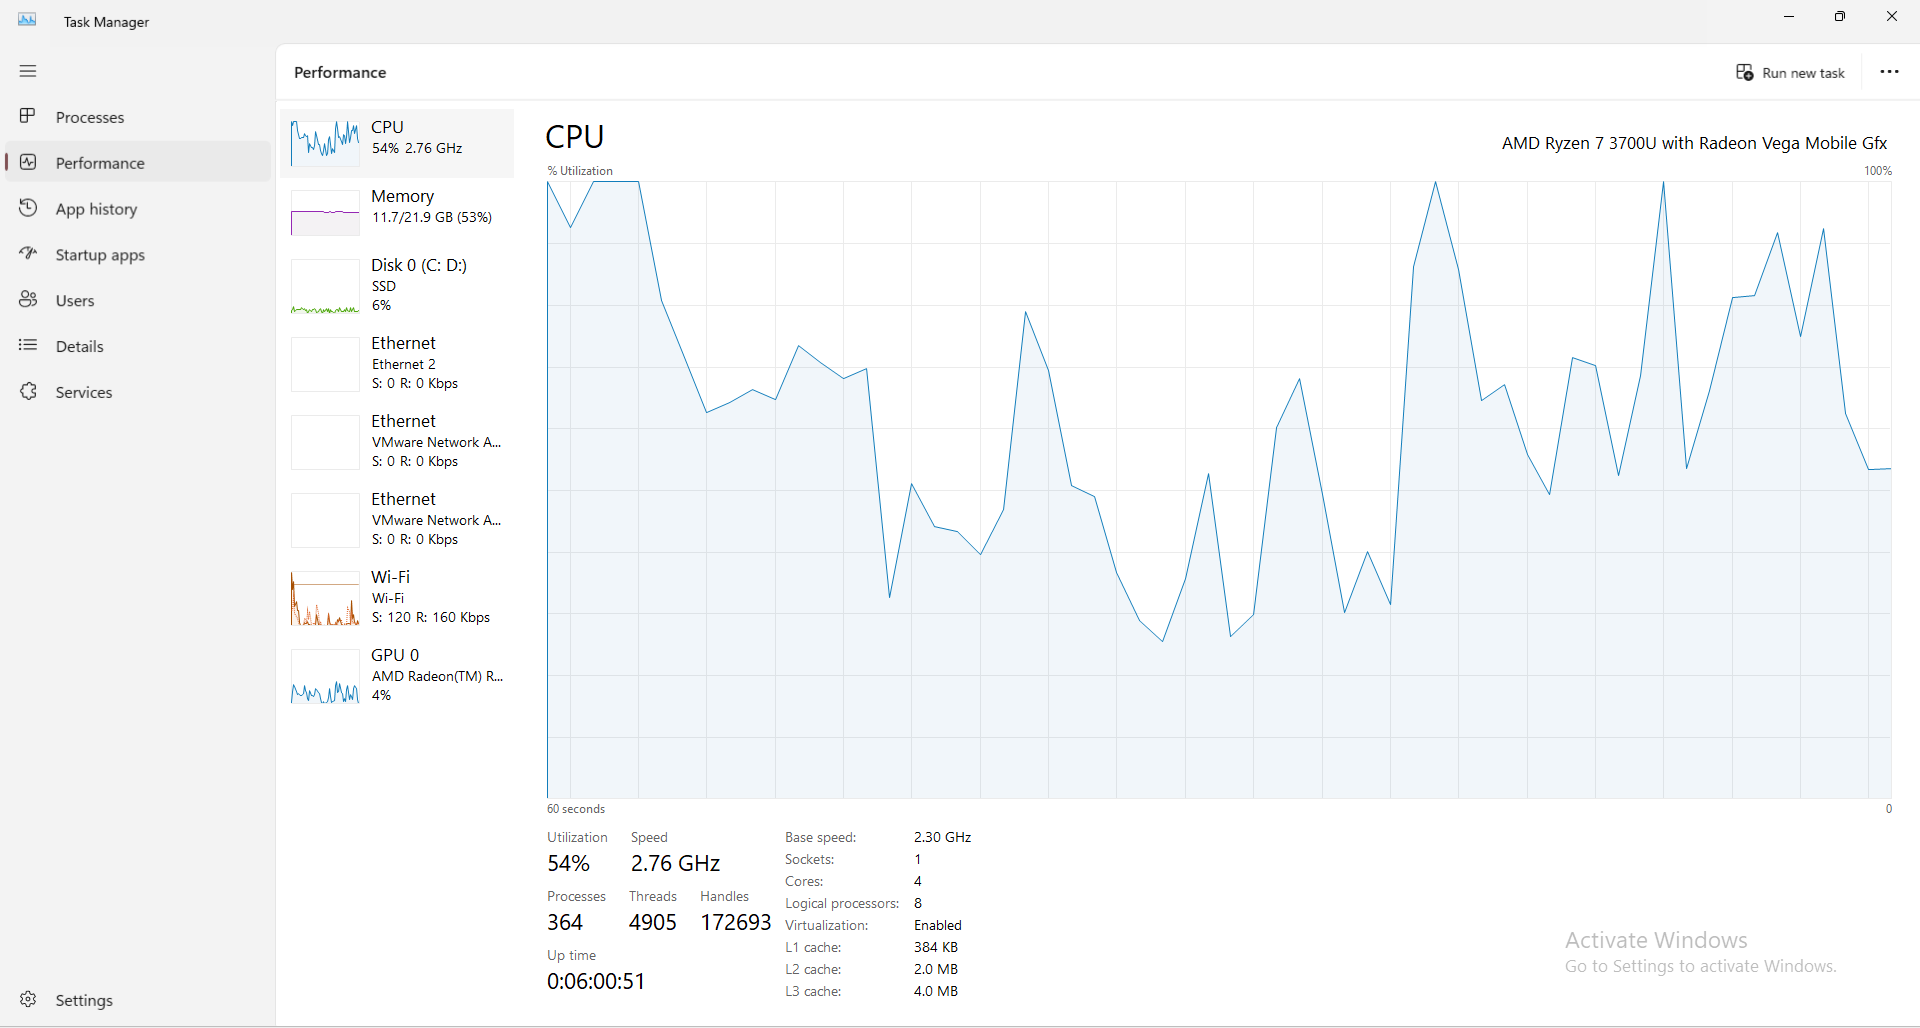 Task Manager
Performance
Run new task
Processes
Performance
App history
Startup apps
Users
Details
Services
Settings
CPU
54% 2.76 GHz
Memory
11.7/21.9 GB (53%)
Disk 0 (C: D:)
SSD
6%
Ethernet
Ethernet 2
S: 0 R: 0 Kbps
Ethernet
VMware Network A...
S: 0 R: 0 Kbps
Ethernet
VMware Network A...
S: 0 R: 0 Kbps
Wi-Fi
Wi-Fi
S: 120 R: 160 Kbps
GPU 0
AMD Radeon(TM) R...
4%
CPU
AMD Ryzen 7 3700U with Radeon Vega Mobile Gfx
% Utilization 100%
60 seconds 0
Utilization Speed
54% 2.76 GHz
Processes Threads Handles
364 4905 172693
Up time
0:06:00:51
Base speed: 2.30 GHz
Sockets: 1
Cores: 4
Logical processors: 8
Virtualization: Enabled
L1 cache: 384 KB
L2 cache: 2.0 MB
L3 cache: 4.0 MB
Activate Windows
Go to Settings to activate Windows.